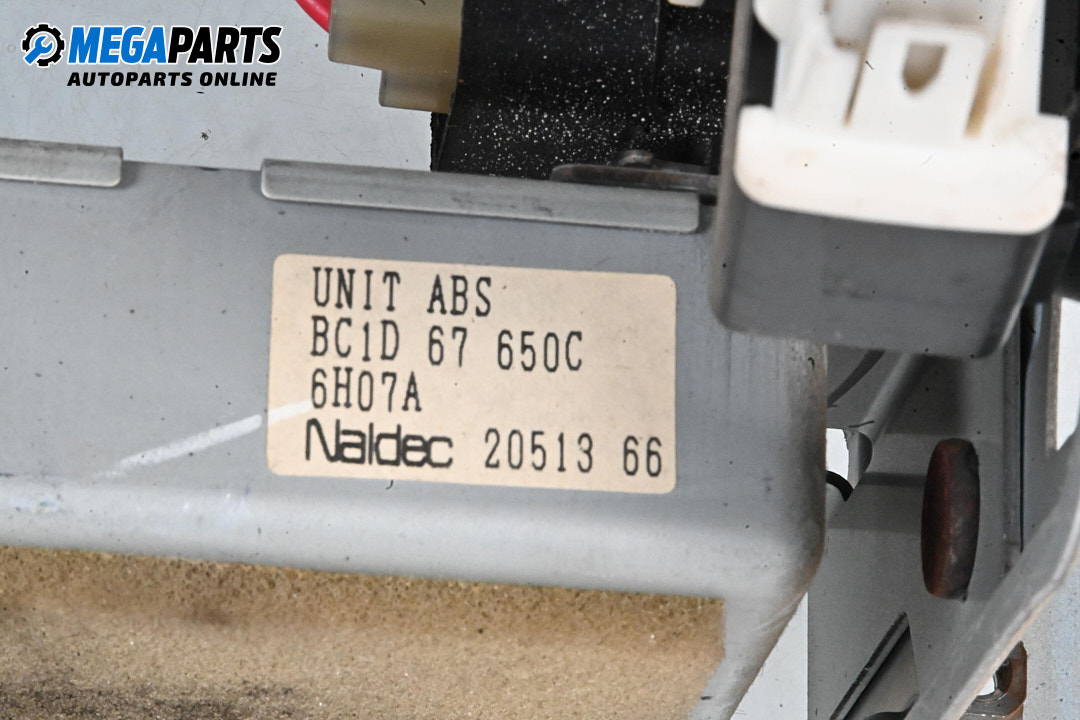 MEGAPARTS
AUTOPARTS ONLINE
UNIT ABS
BC1D 67 650C
6H07A
Naldec 20513 66